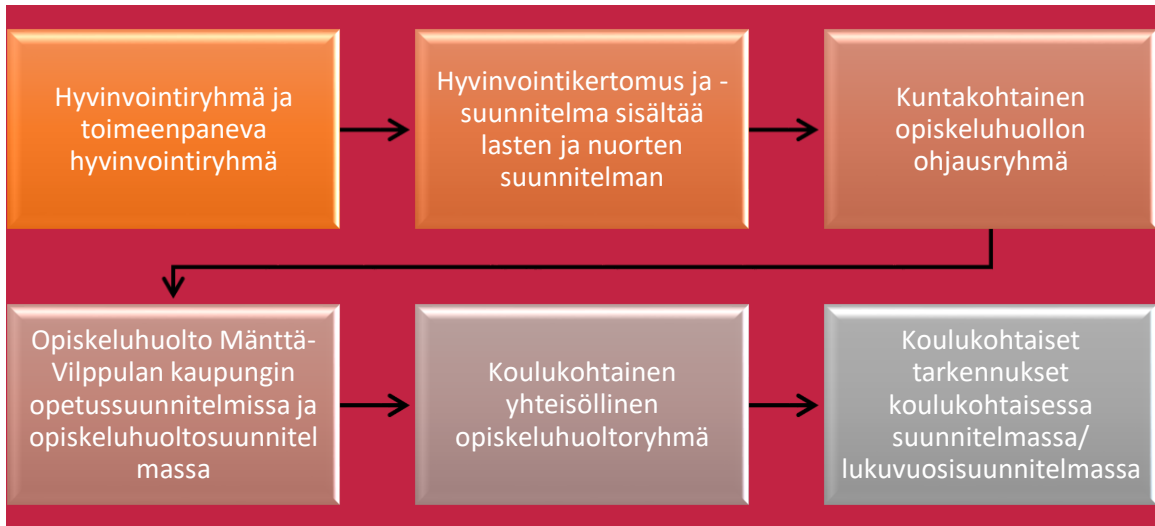 Hyvinvointiryhmä ja
toimeenpaneva
hyvinvointiryhmä
Hyvinvointikertomus ja -
suunnitelma sisältää
lasten ja nuorten
suunnitelman
Kuntakohtainen
opiskeluhuollon
ohjausryhmä
Opiskeluhuolto Mänttä-
Vilppulan kaupungin
opetussuunnitelmissa ja
opiskeluhuoltosuunnitel
massa
Koulukohtainen
yhteisöllinen
opiskeluhuoltoryhmä
Koulukohtaiset
tarkennukset
koulukohtaisessa
suunnitelmassa/
lukuvuosisuunnitelmassa